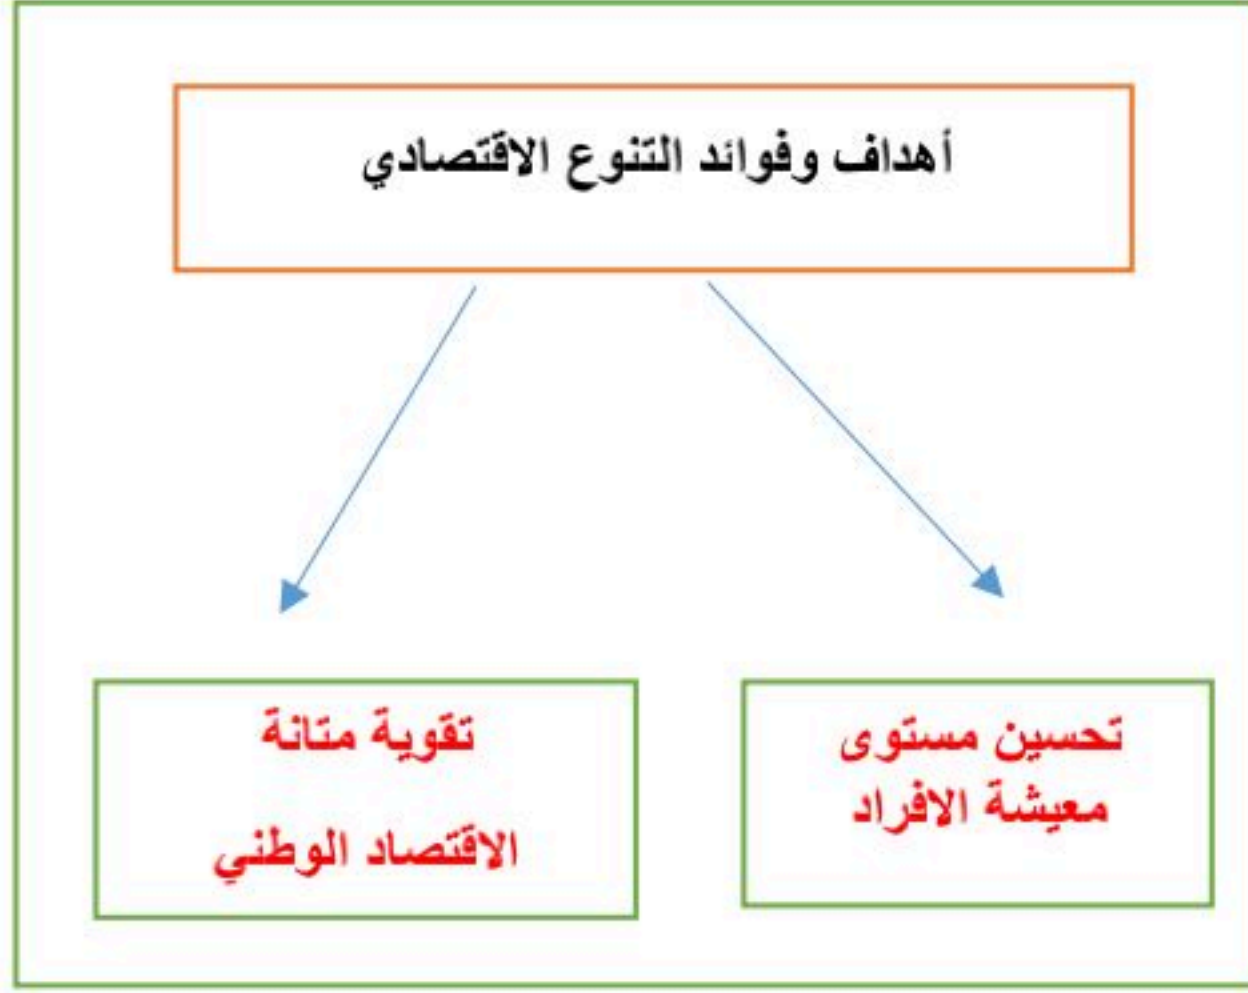 أهداف وفوائد التنوع الاقتصادي
تحسين مستوى
معيشة الافراد
تقوية متانة
الاقتصاد الوطني